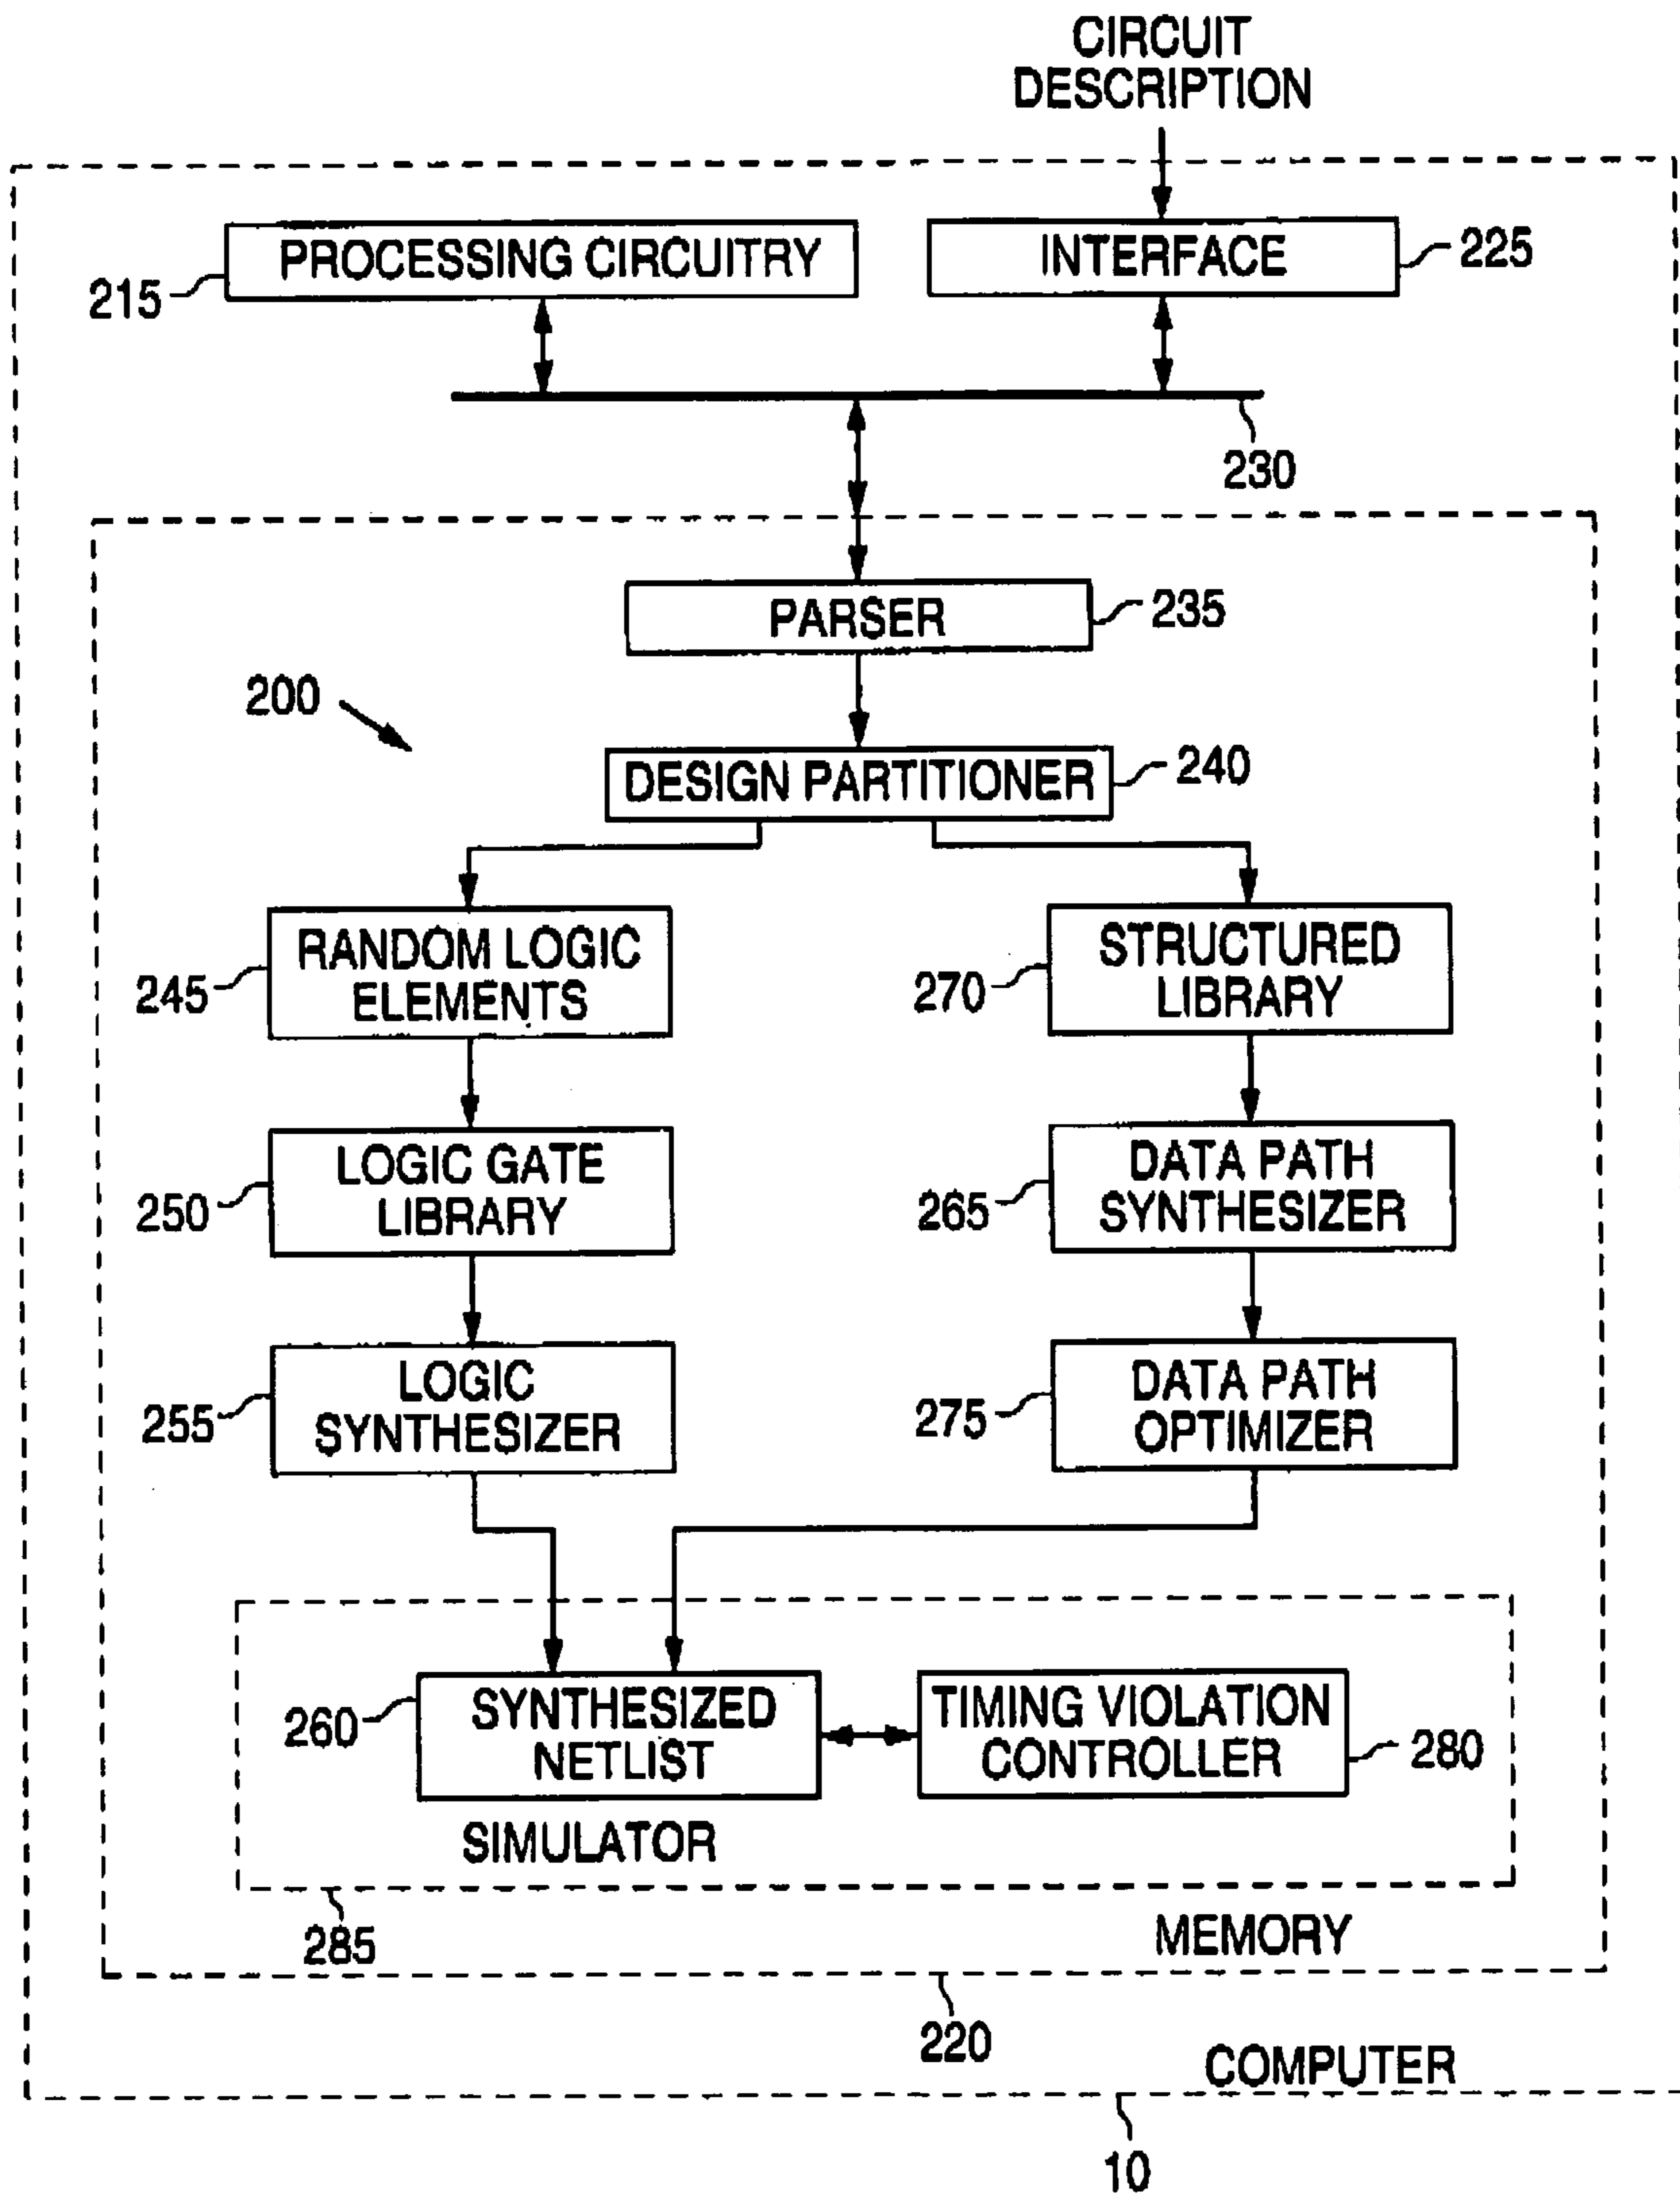 CIRCUIT
DESCRIPTION
PROCESSING CIRCUITRY
215
INTERFACE
225
230
PARSER
235
200
DESIGN PARTITIONER
240
RANDOM LOGIC
ELEMENTS
245
STRUCTURED
LIBRARY
270
LOGIC GATE
LIBRARY
250
DATA PATH
SYNTHESIZER
265
LOGIC
SYNTHESIZER
255
DATA PATH
OPTIMIZER
275
SYNTHESIZED
NETLIST
260
TIMING VIOLATION
CONTROLLER
280
SIMULATOR
285
MEMORY
220
COMPUTER
10